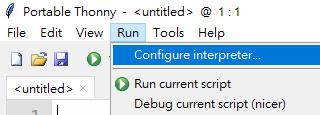 Portable Thonny - <untitled> @ 1 : 1
File Edit View Run Tools Help
Configure interpreter...
<untitled> ×
Run current script
Debug current script (nicer)
1